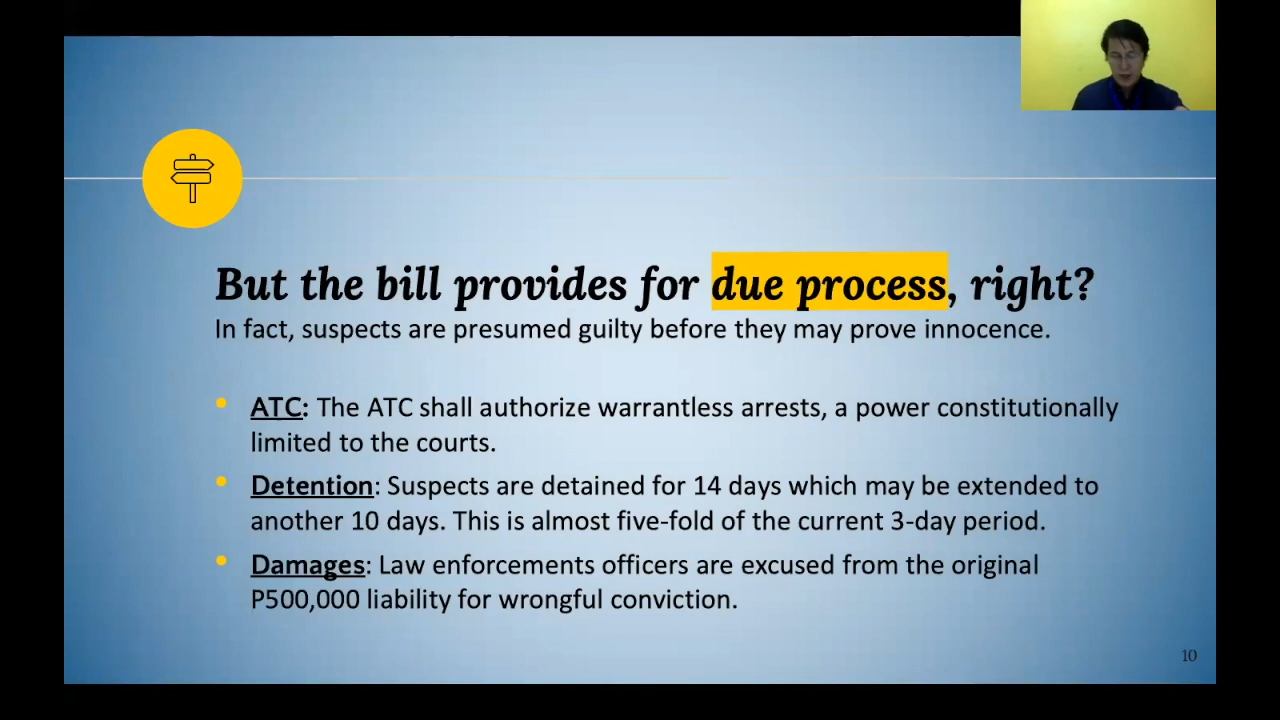 But the bill provides for due process, right?
In fact, suspects are presumed guilty before they may prove innocence.
ATC: The ATC shall authorize warrantless arrests, a power constitutionally
limited to the courts.
Detention: Suspects are detained for 14 days which may be extended to
another 10 days. This is almost five-fold of the current 3-day period.
Damages: Law enforcements officers are excused from the original
P500,000 liability for wrongful conviction.
10